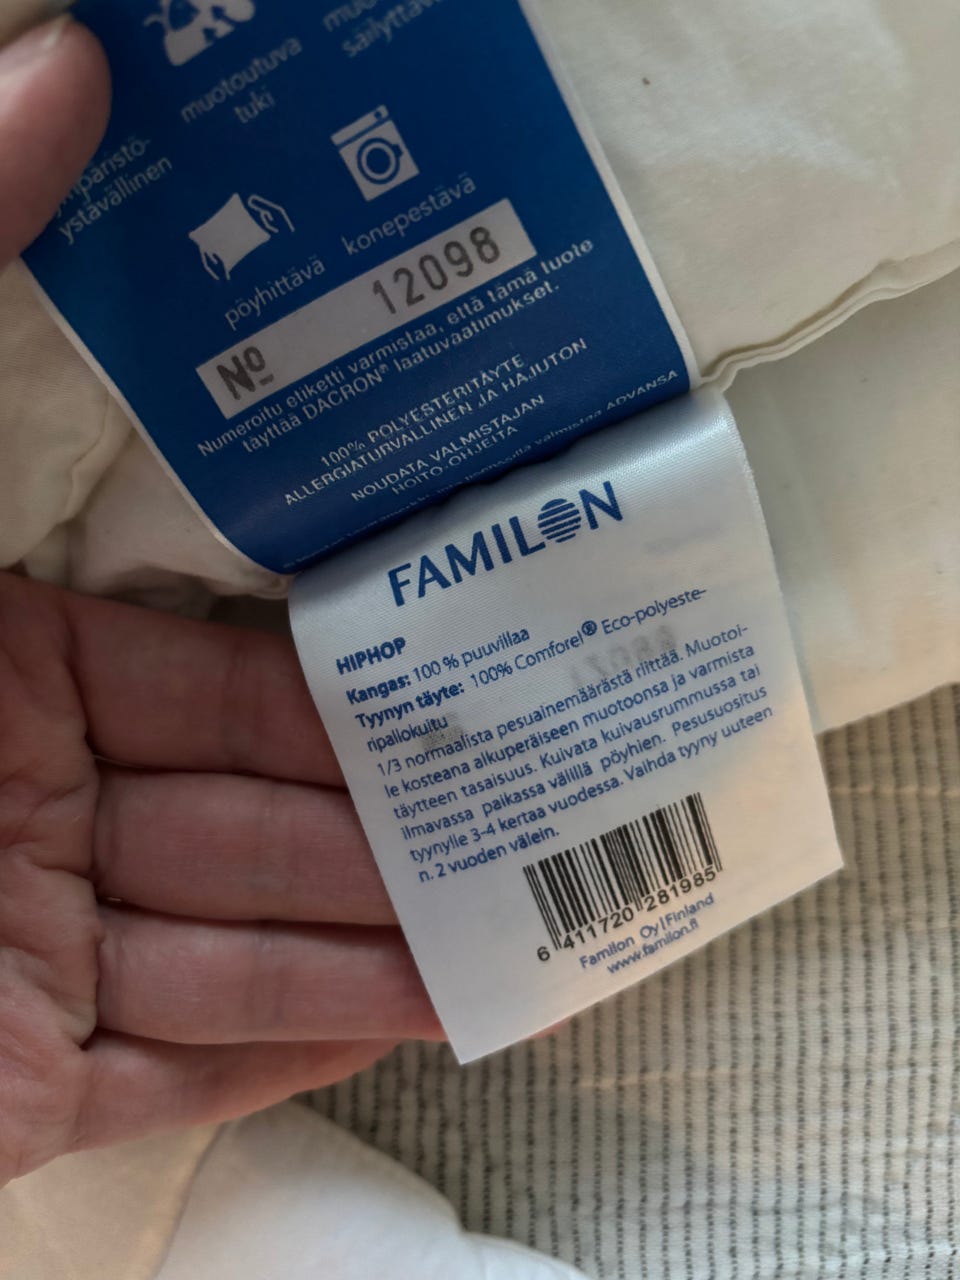 muotoutuva
tuki
säilyttävä
ystävällinen
pöyhittävä
konepestävä
Nº 12098
Numeroitu etiketti varmistaa, että tämä tuote
täyttää DACRON® laatuvaatimukset.
100% POLYESTERITÄYTE
ALLERGIATURVALLINEN JA HAJUTON
NOUDATA VALMISTAJAN
HOITO-OHJEITA
valmistaa ADVANSA
FAMILON
HIPHOP
Kangas: 100 % puuvillaa
Tyynyn täyte: 100% Comforel® Eco-polyeste-
ripallokuitu
1/3 normaalista pesuainemäärästä riittää. Muotoi-
le kosteana alkuperäiseen muotoonsa ja varmista
täytteen tasaisuus. Kuivata kuivausrummussa tai
ilmavassa paikassa välillä pöyhien. Pesusuositus
tyynylle 3-4 kertaa vuodessa. Vaihda tyyny uuteen
n. 2 vuoden välein.
6 411720 281985
Familon Oy | Finland
www.familon.fi